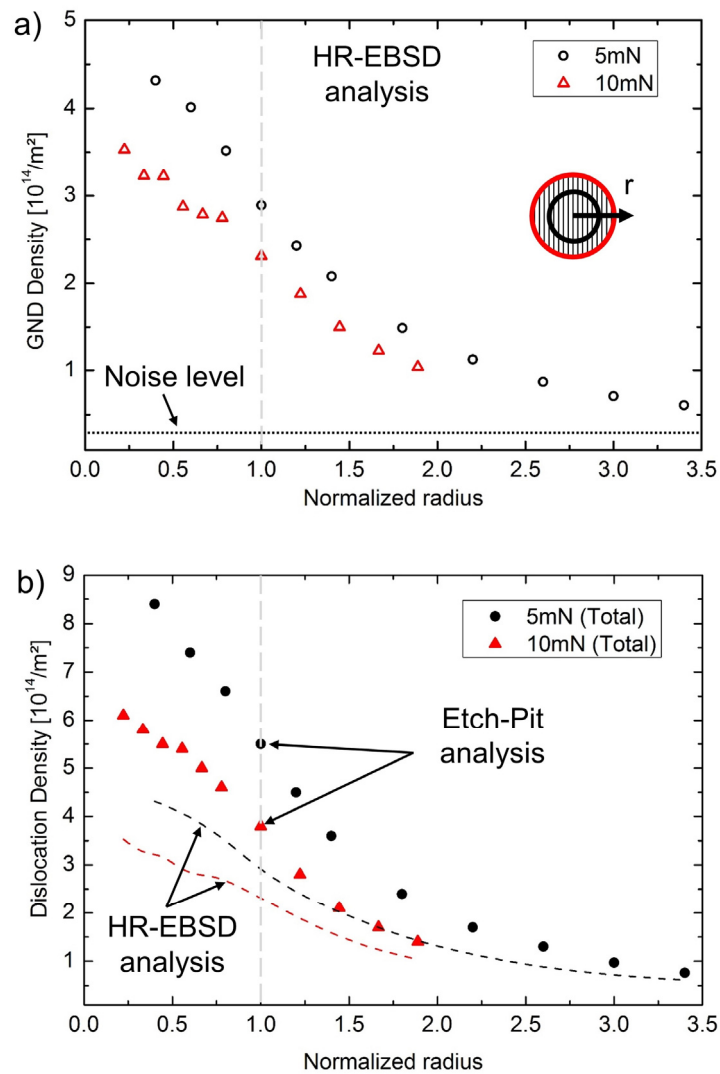 a)
HR-EBSD
analysis
5mN
10mN
r
Noise level
GND Density [10¹⁴/m²]
5
4
3
2
1
0.0 0.5 1.0 1.5 2.0 2.5 3.0 3.5
Normalized radius
b)
5mN (Total)
10mN (Total)
Etch-Pit
analysis
HR-EBSD
analysis
Dislocation Density [10¹⁴/m²]
9
8
7
6
5
4
3
2
1
0.0 0.5 1.0 1.5 2.0 2.5 3.0 3.5
Normalized radius